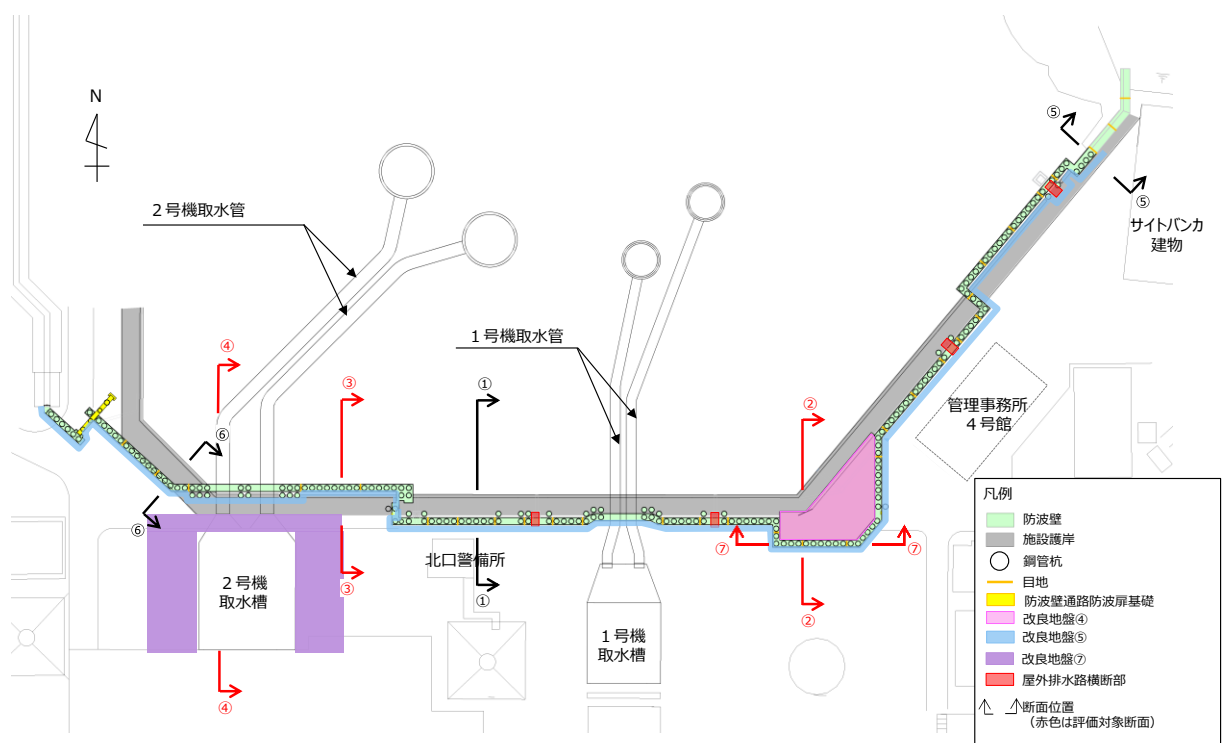 N
⑤
⑤
サイトバンカ
建物
２号機取水管
１号機取水管
④
③
①
②
⑥
管理事務所
４号館
⑥
北口警備所
⑦
⑦
③
①
２号機
取水槽
②
１号機
取水槽
④
凡例
防波壁
施設護岸
鋼管杭
目地
防波壁通路防波扉基礎
改良地盤④
改良地盤⑤
改良地盤⑦
屋外排水路横断部
断面位置
（赤色は評価対象断面）